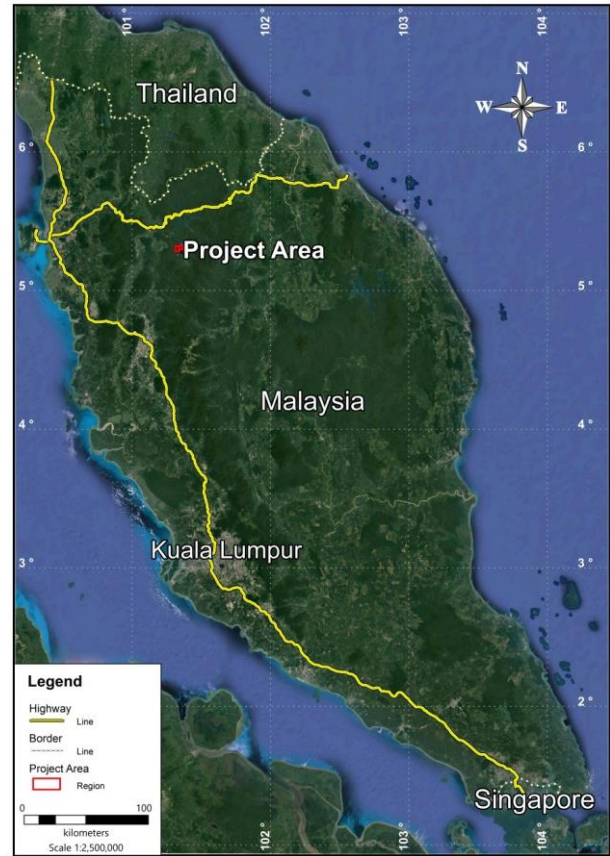 101
102
103
104
Thailand
N
W
E
S
6 °
6 °
Project Area
5 °
5 °
Malaysia
4 °
4 °
Kuala Lumpur
3 °
3 °
2 °
Legend
Highway
Line
Border
Line
Project Area
Region
0 100
kilometers
Scale 1:2,500,000
Singapore
102
103
104